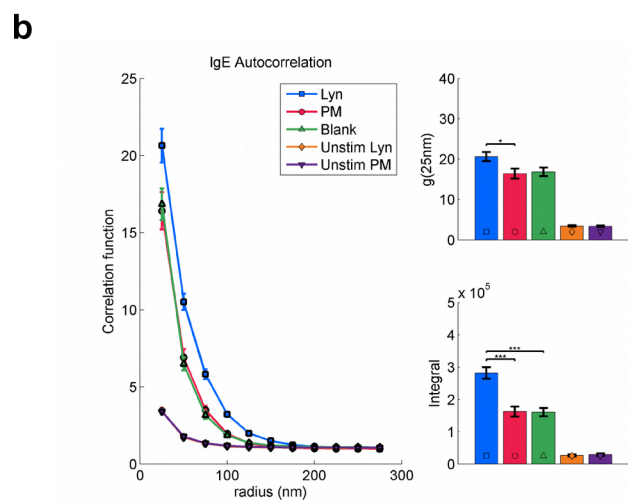 b
IgE Autocorrelation
25
20
15
10
5
0
0
100
200
300
Correlation function
radius (nm)
Lyn
PM
Blank
Unstim Lyn
Unstim PM
40
30
20
10
0
g(25nm)
*
x 10^5
5
4
3
2
1
0
Integral
***
***